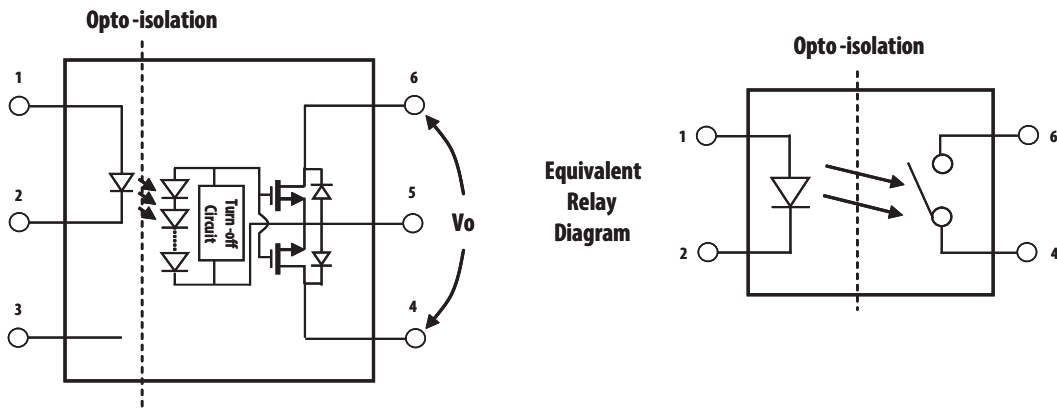 Opto -isolation
1
2
3
Turn -off
Circuit
6
5
4
Vo
Equivalent
Relay
Diagram
Opto -isolation
1
2
6
4